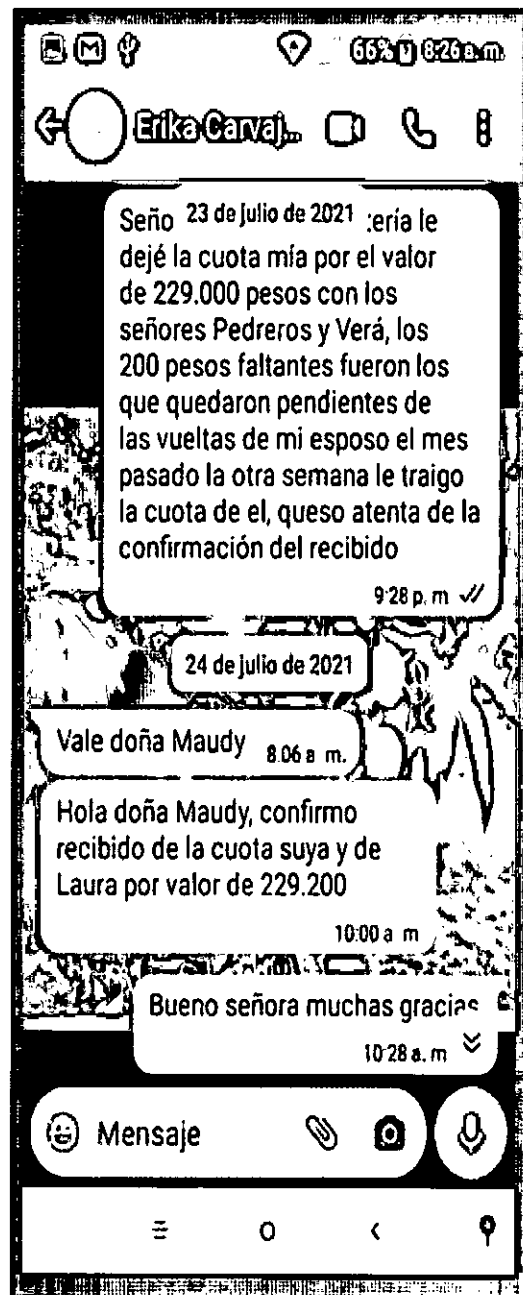 66% 8:26 a.m.
Erika Carvaj...
23 de julio de 2021
Seño ٠ tería le
dejé la cuota mía por el valor
de 229.000 pesos con los
señores Pedreros y Verá, los
200 pesos faltantes fueron los
que quedaron pendientes de
las vueltas de mi esposo el mes
pasado la otra semana le traigo
la cuota de el, queso atenta de la
confirmación del recibido
9:28 p. m
24 de julio de 2021
Vale doña Maudy 8:06 a m.
Hola doña Maudy, confirmo
recibido de la cuota suya y de
Laura por valor de 229.200
10:00 a m
Bueno señora muchas gracias
10:28 a. m
Mensaje